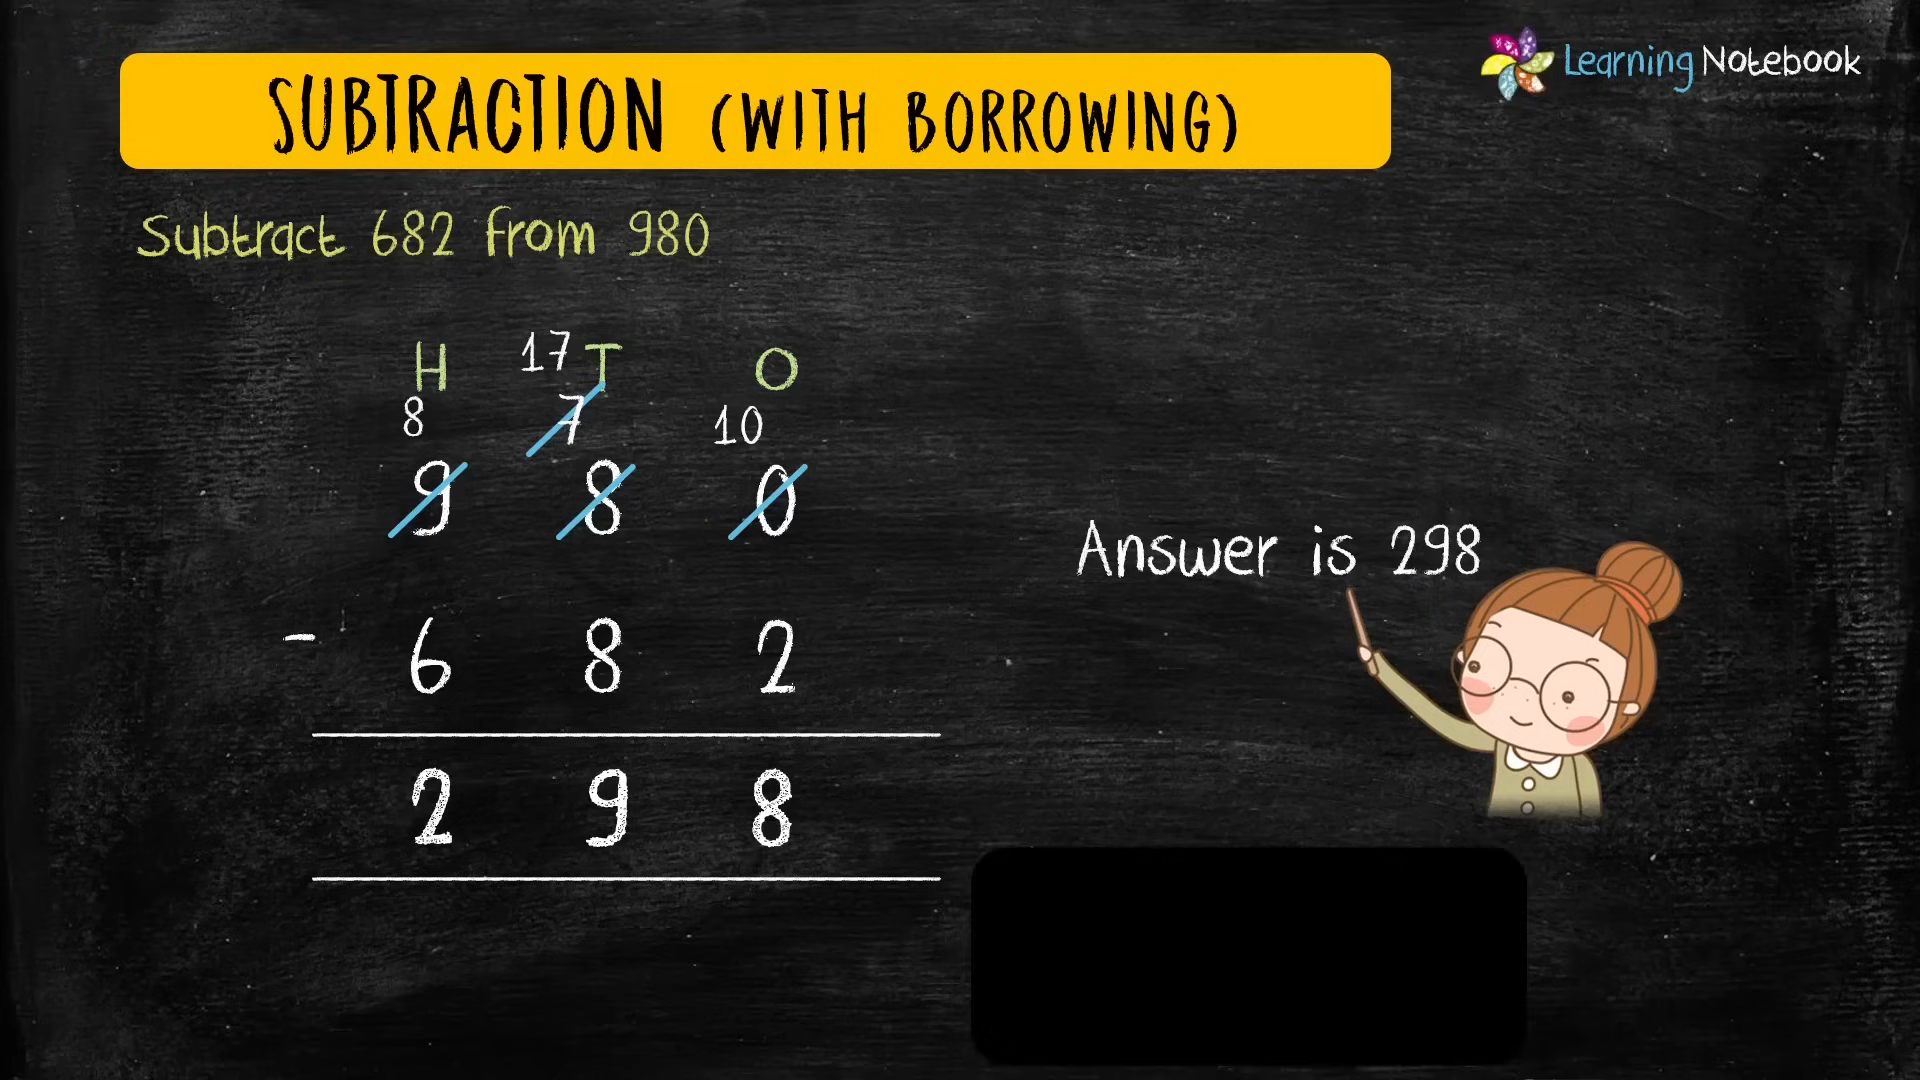 SUBTRACTION (WITH BORROWING)
Learning Notebook
Subtract 682 from 980
H 17 T O
8 7 10
9 8 0
- 6 8 2
2 9 8
Answer is 298